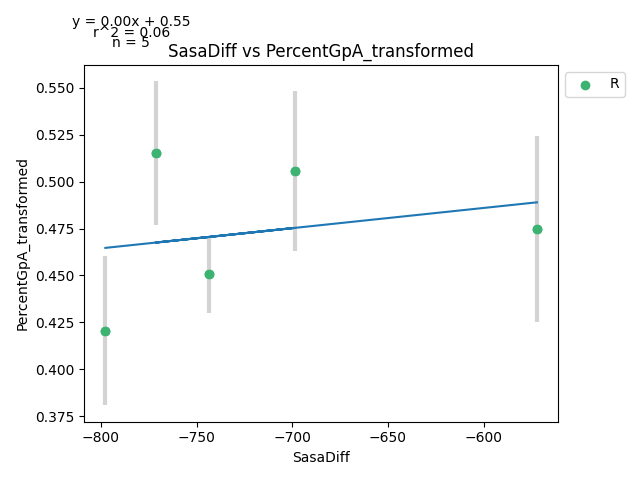 y = 0.00x + 0.55
r^2 = 0.06
n = 5
SasaDiff vs PercentGpA_transformed
R
0.550
0.525
0.500
0.475
0.450
0.425
0.400
0.375
PercentGpA_transformed
−800
−750
−700
−650
−600
SasaDiff